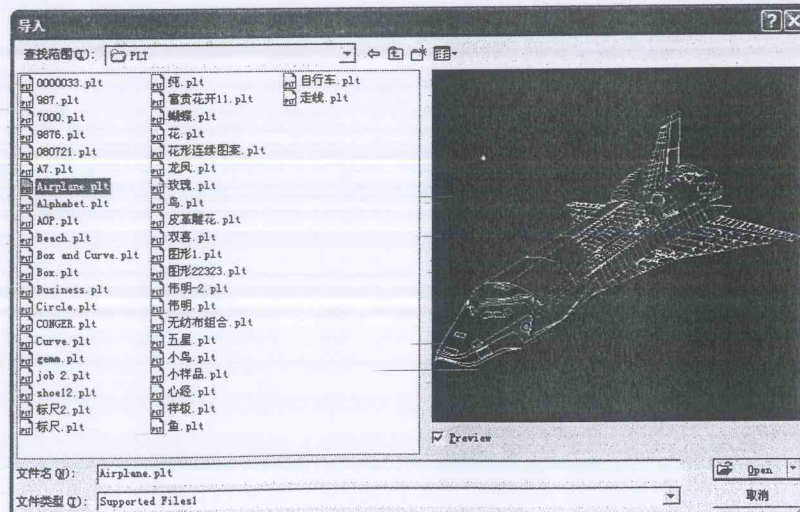 导入
查找范围(I): PLT
0000033.plt
987.plt
7000.plt
9876.plt
080721.plt
A7.plt
Airplane.plt
Alphabet.plt
AOP.plt
Beach.plt
Box and Curve.plt
Box.plt
Business.plt
Circle.plt
CONGER.plt
Curve.plt
gemm.plt
job 2.plt
shoe12.plt
标尺2.plt
标尺.plt
纯.plt
富贵花开11.plt
蝴蝶.plt
花.plt
花形连续图案.plt
龙凤.plt
玫瑰.plt
鸟.plt
皮革雕花.plt
双喜.plt
图形1.plt
图形22323.plt
伟明-2.plt
伟明.plt
无纺布组合.plt
五星.plt
小鸟.plt
小样品.plt
心经.plt
样板.plt
鱼.plt
自行车.plt
走线.plt
Preview
文件名(N): Airplane.plt
Open
文件类型(T): Supported Files1
取消